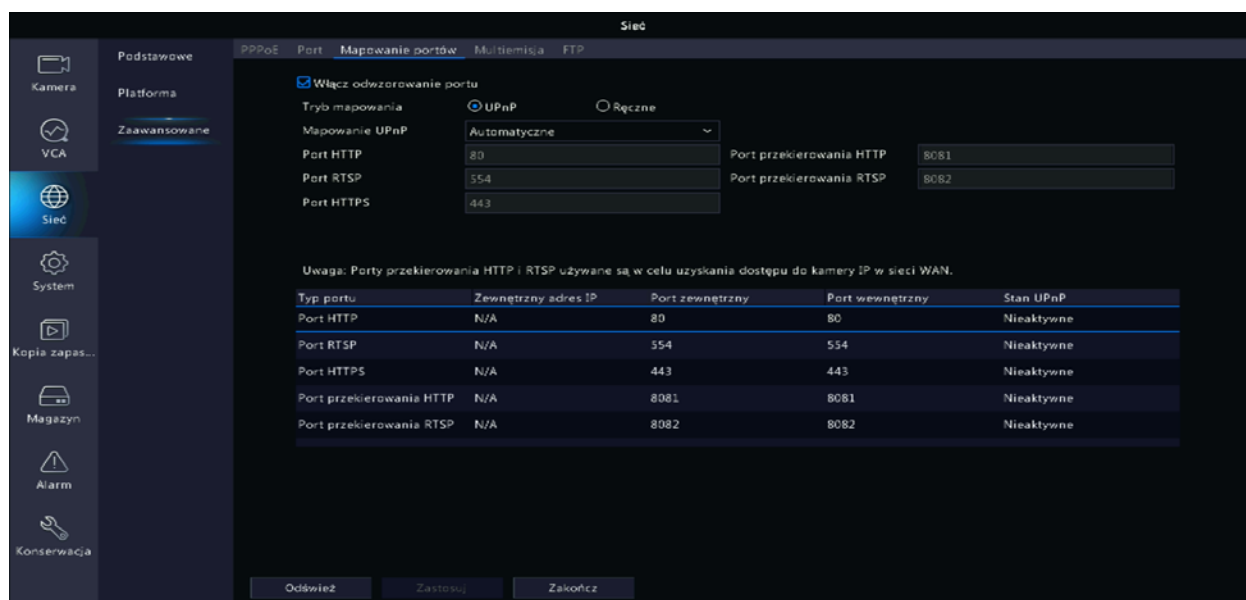 Sieć
Kamera
VCA
Sieć
System
Kopia zapas...
Magazyn
Alarm
Konserwacja
Podstawowe
Platforma
Zaawansowane
PPPoE Port Mapowanie portów Multiemisja FTP
Włącz odwzorowanie portu
Tryb mapowania UPnP Ręczne
Mapowanie UPnP Automatyczne
Port HTTP 80 Port przekierowania HTTP 8081
Port RTSP 554 Port przekierowania RTSP 8082
Port HTTPS 443
Uwaga: Porty przekierowania HTTP i RTSP używane są w celu uzyskania dostępu do kamery IP w sieci WAN.
Typ portu Zewnętrzny adres IP Port zewnętrzny Port wewnętrzny Stan UPnP
Port HTTP N/A 80 80 Nieaktywne
Port RTSP N/A 554 554 Nieaktywne
Port HTTPS N/A 443 443 Nieaktywne
Port przekierowania HTTP N/A 8081 8081 Nieaktywne
Port przekierowania RTSP N/A 8082 8082 Nieaktywne
Odśwież Zastosuj Zakończ